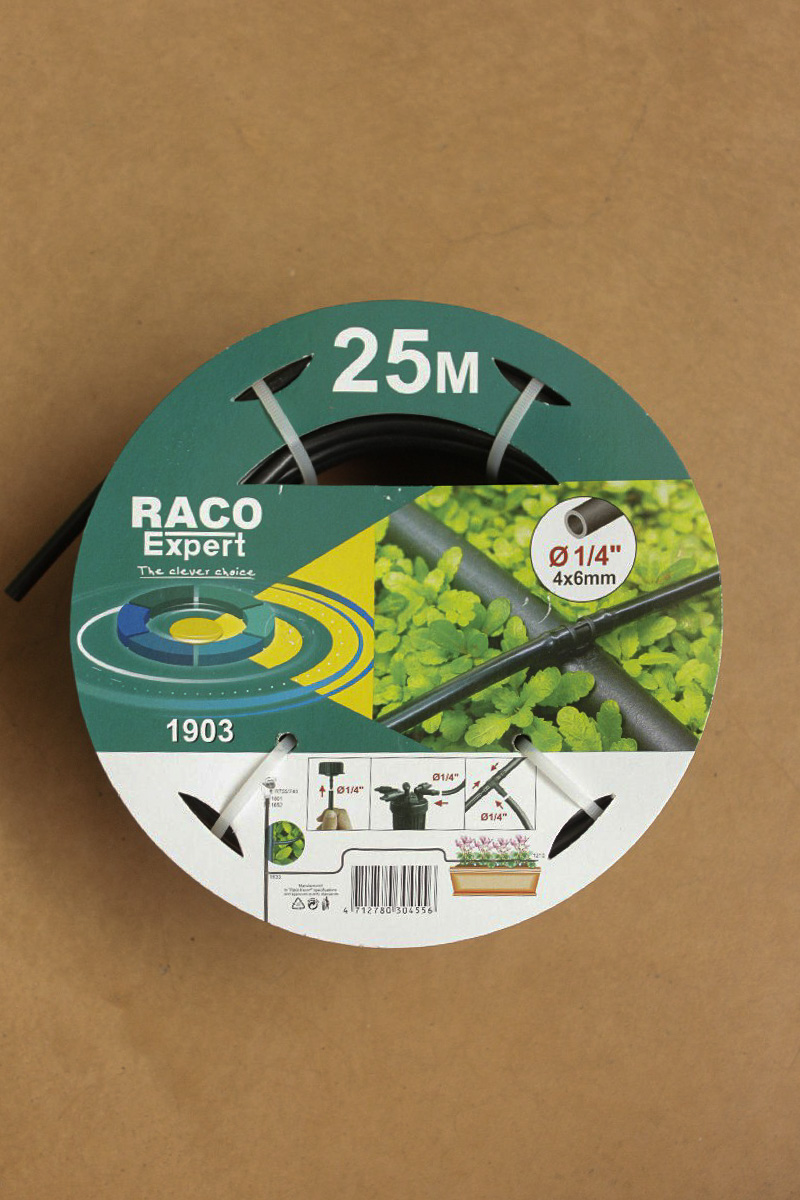 25M
RACO
Expert
The clever choice
Ø 1/4"
4x6mm
1903
Ø1/4"
Ø1/4"
Ø1/4"
Manufactured
4 712780 304556